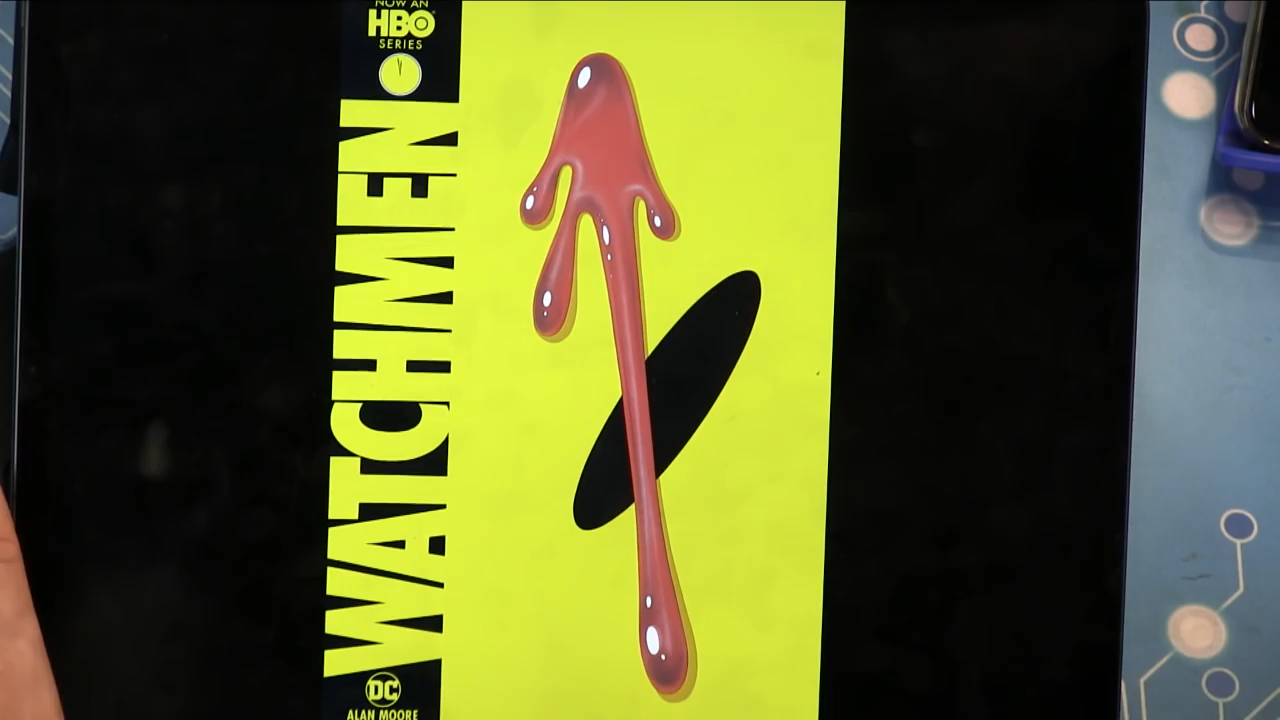 NOW AN
HBO
SERIES
WATCHMEN
DC
ALAN MOORE